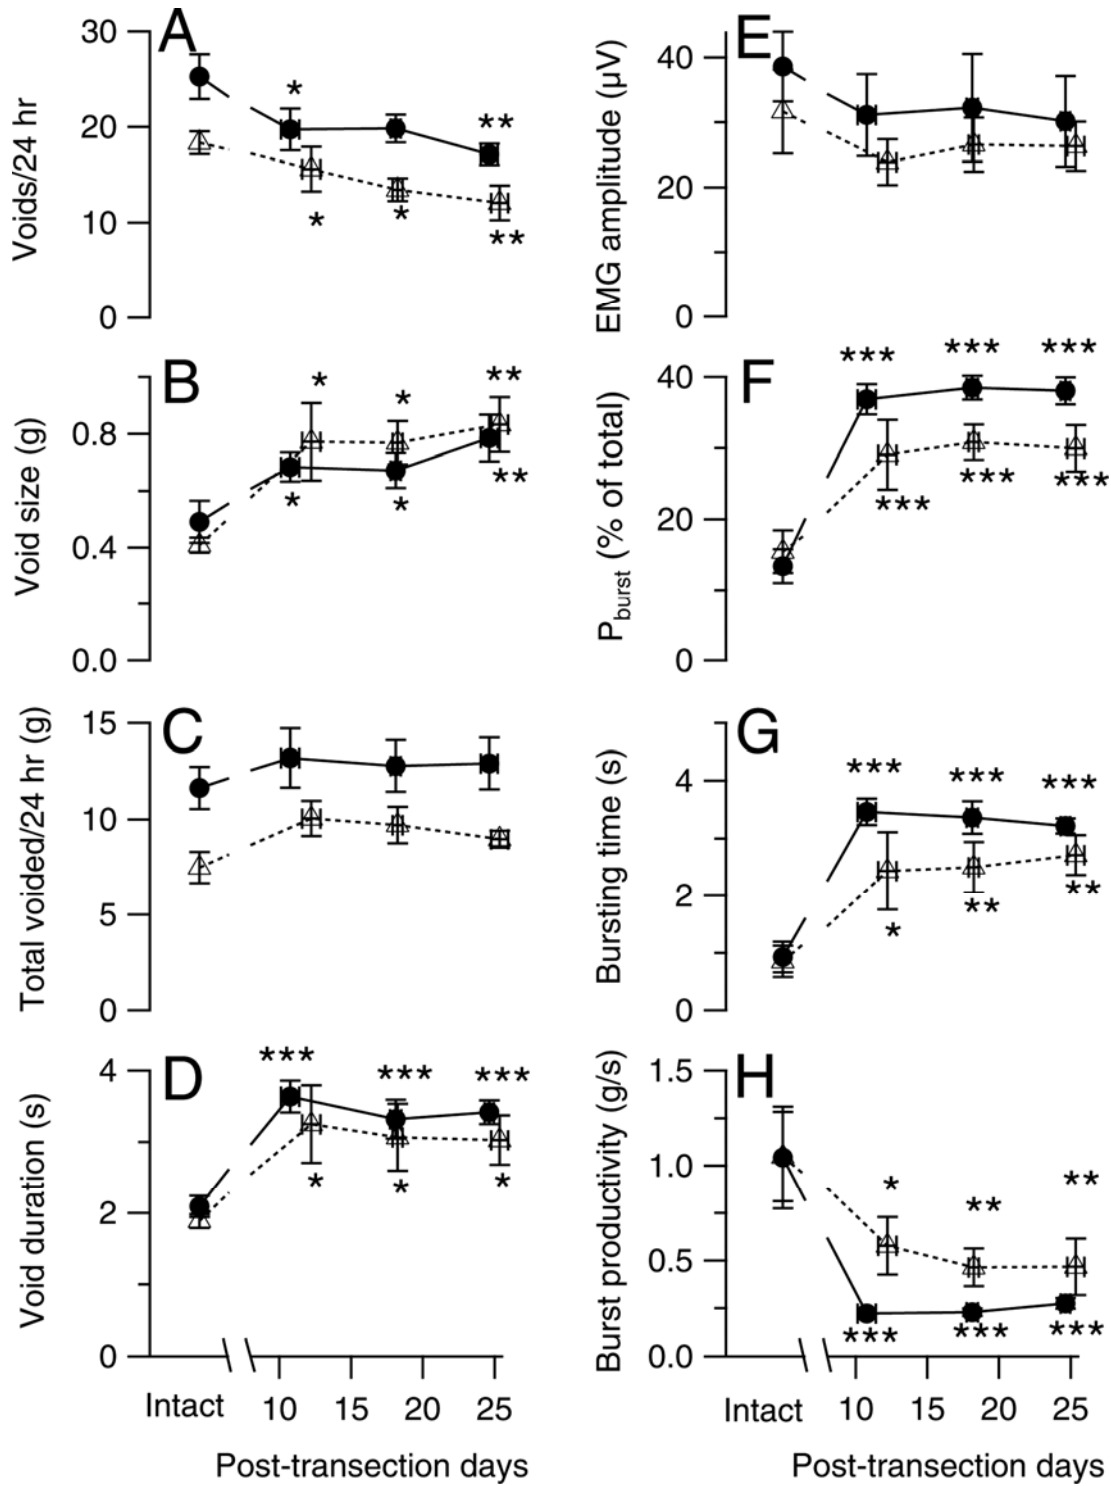 A
Voids/24 hr
30
20
10
0
*
**
*
*
**
B
Void size (g)
0.8
0.4
0.0
*
*
**
*
*
**
C
Total voided/24 hr (g)
15
10
5
0
D
Void duration (s)
4
2
0
***
***
***
*
*
*
Intact
10 15 20 25
Post-transection days
E
EMG amplitude (µV)
40
20
0
F
Pburst (% of total)
40
20
0
***
***
***
***
***
***
G
Bursting time (s)
4
2
0
***
***
***
*
**
**
H
Burst productivity (g/s)
1.5
1.0
0.5
0.0
*
**
**
***
***
***
Intact
10 15 20 25
Post-transection days